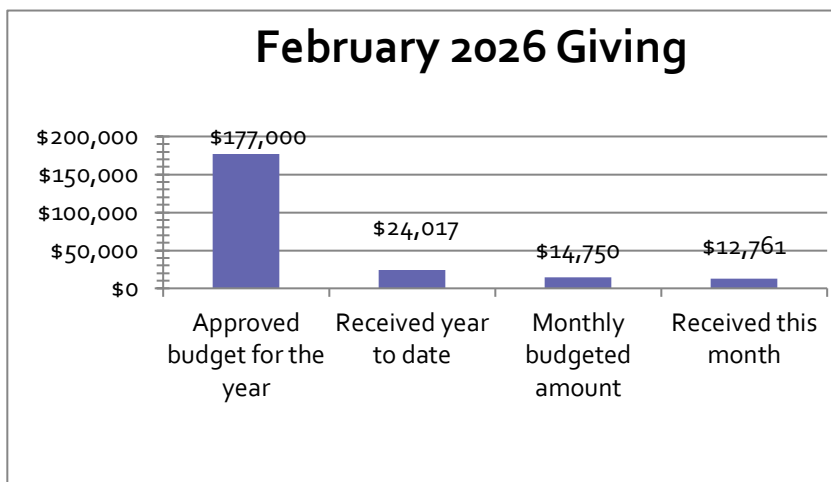 February 2026 Giving
$200,000
$150,000
$100,000
$50,000
$0
$177,000
$24,017
$14,750
$12,761
Approved
budget for the
year
Received year
to date
Monthly
budgeted
amount
Received this
month